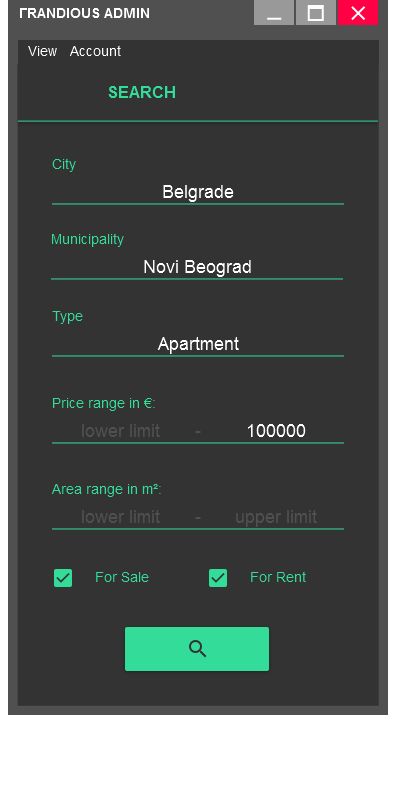 FRANDIOUS ADMIN
View Account
SEARCH
City
Belgrade
Municipality
Novi Beograd
Type
Apartment
Price range in €:
lower limit - 100000
Area range in m²:
lower limit - upper limit
For Sale For Rent